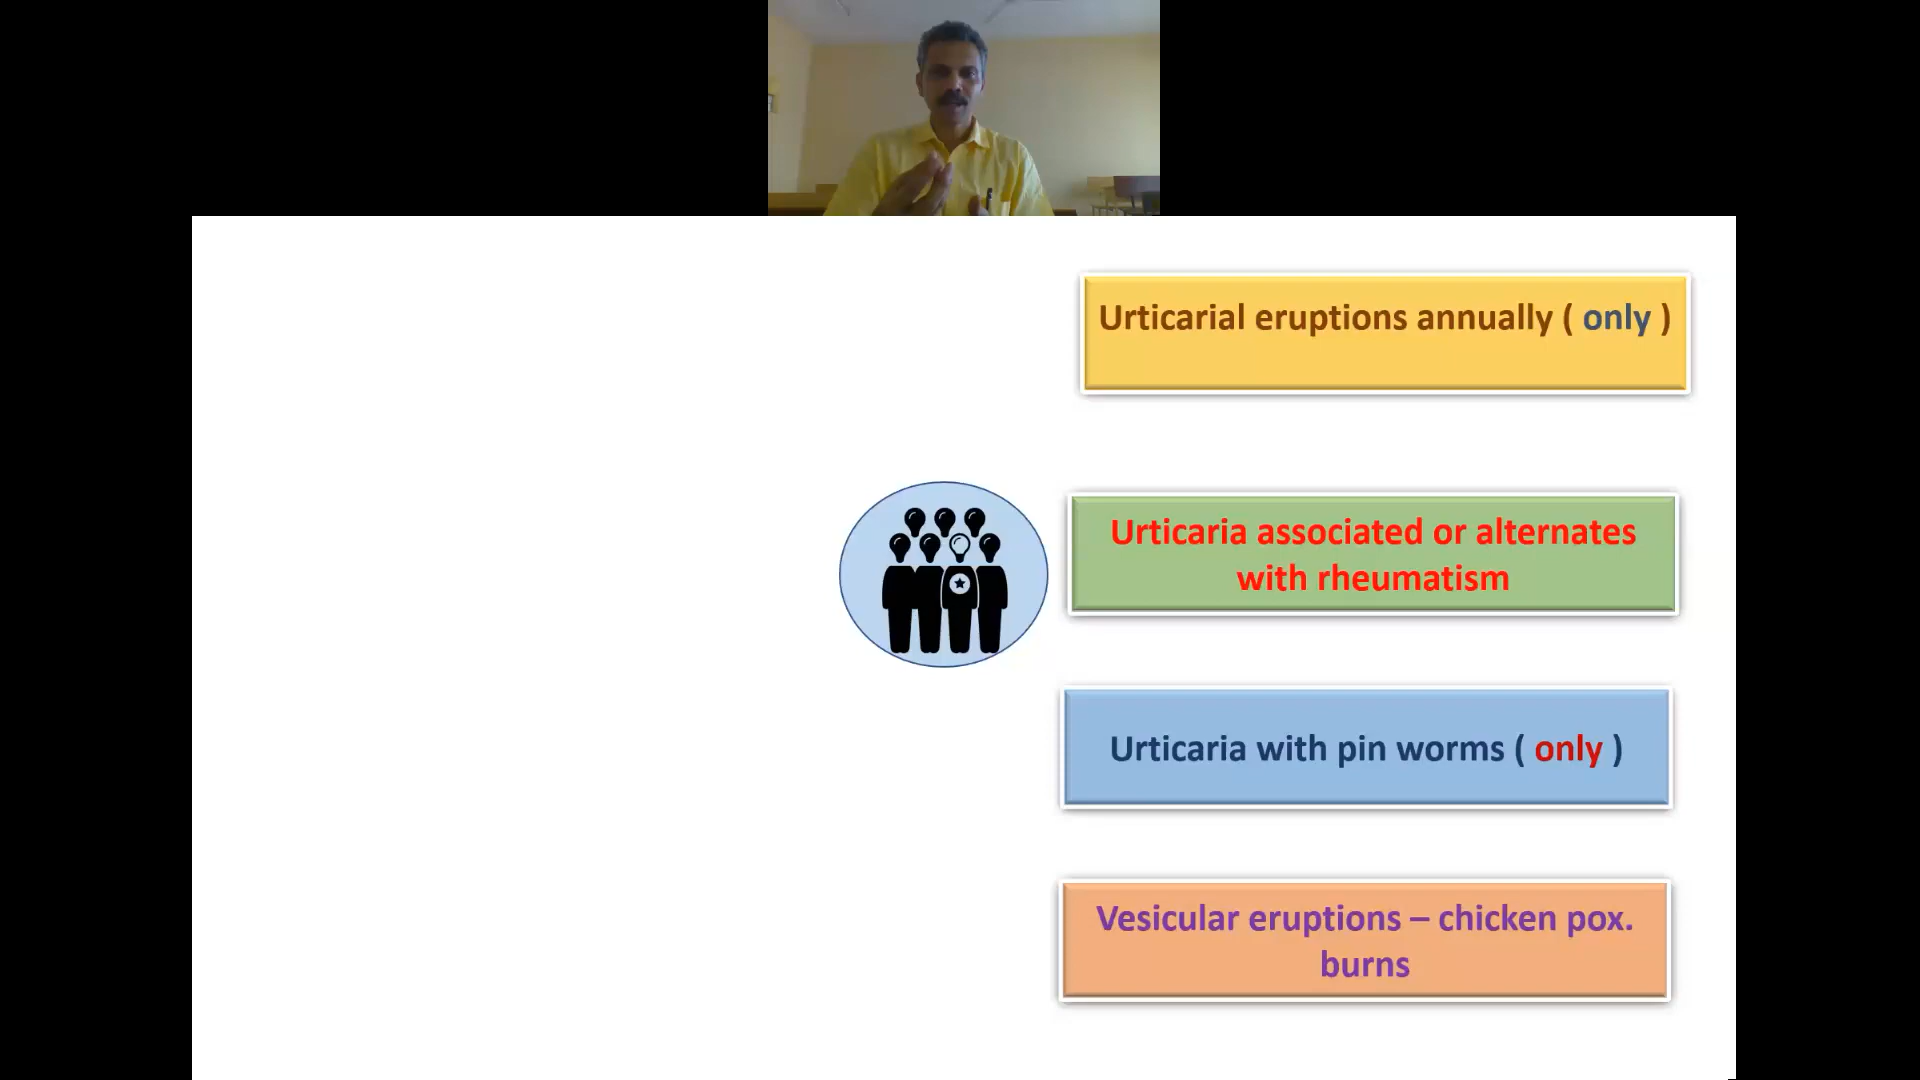 Urticarial eruptions annually ( only )
Urticaria associated or alternates
with rheumatism
Urticaria with pin worms ( only )
Vesicular eruptions – chicken pox.
burns